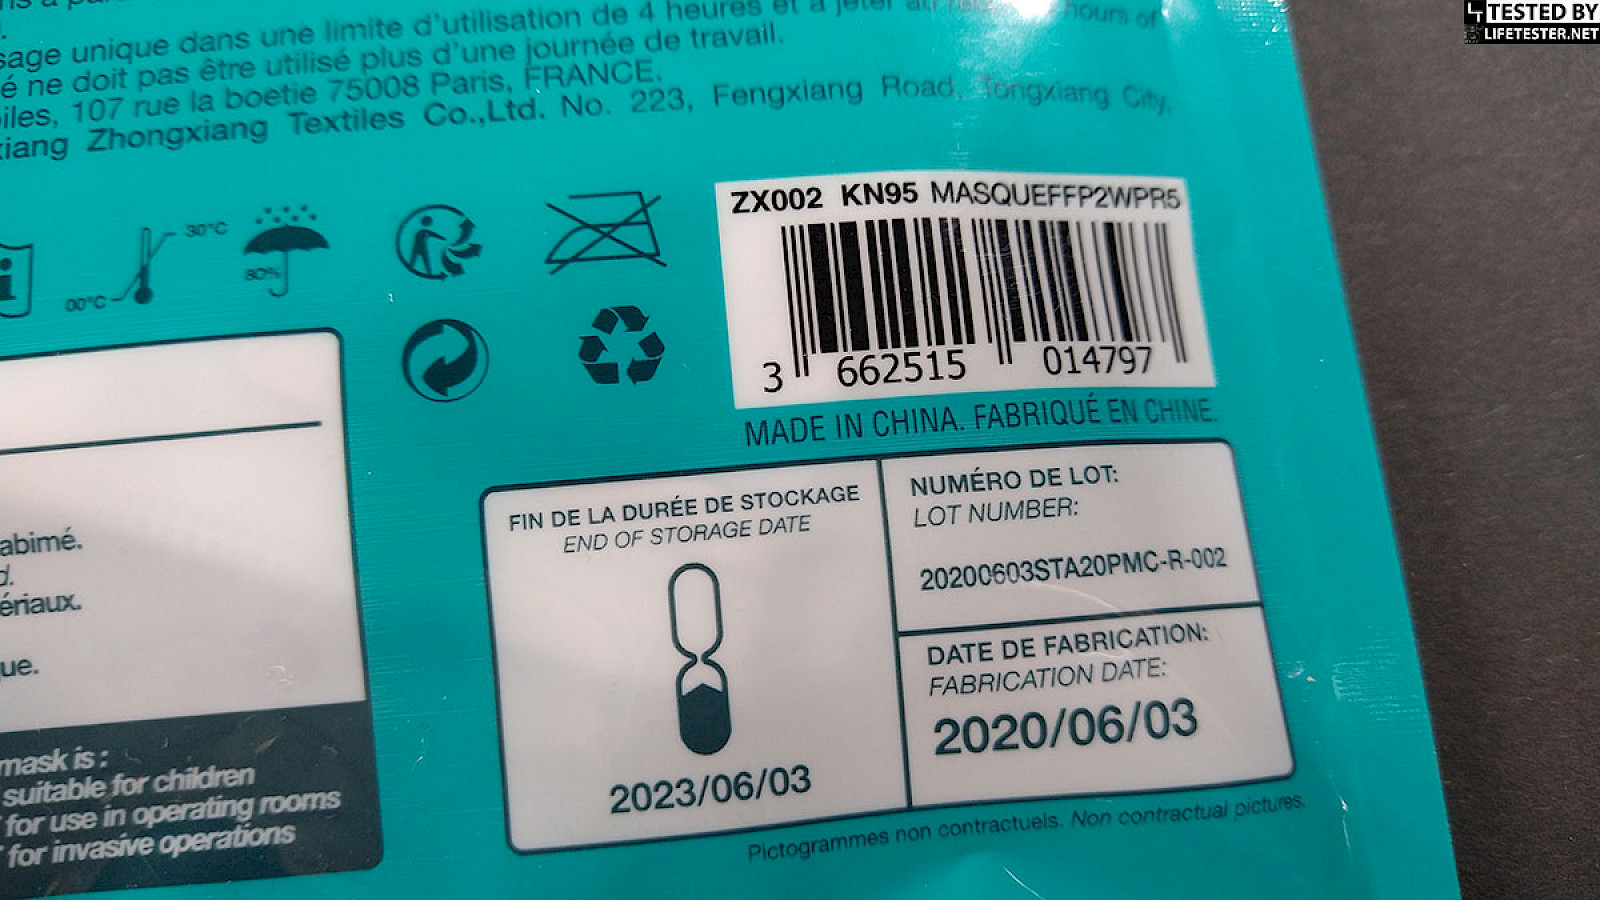 TESTED BY
LIFETESTER.NET
hours of
sage unique dans une limite d'utilisation de 4 heures et à jeter au
é ne doit pas être utilisé plus d'une journée de travail.
iles, 107 rue la boetie 75008 Paris, FRANCE.
xiang Zhongxiang Textiles Co.,Ltd. No. 223, Fengxiang Road, Tongxiang City,
30°C
00°C
80%
ZX002 KN95 MASQUEFFP2WPR5
3 662515 014797
MADE IN CHINA. FABRIQUÉ EN CHINE.
FIN DE LA DURÉE DE STOCKAGE
END OF STORAGE DATE
2023/06/03
NUMÉRO DE LOT:
LOT NUMBER:
20200603STA20PMC-R-002
DATE DE FABRICATION:
FABRICATION DATE:
2020/06/03
Pictogrammes non contractuels. Non contractual pictures.
abimé.
d.
ériaux.
ue.
mask is :
suitable for children
for use in operating rooms
for invasive operations